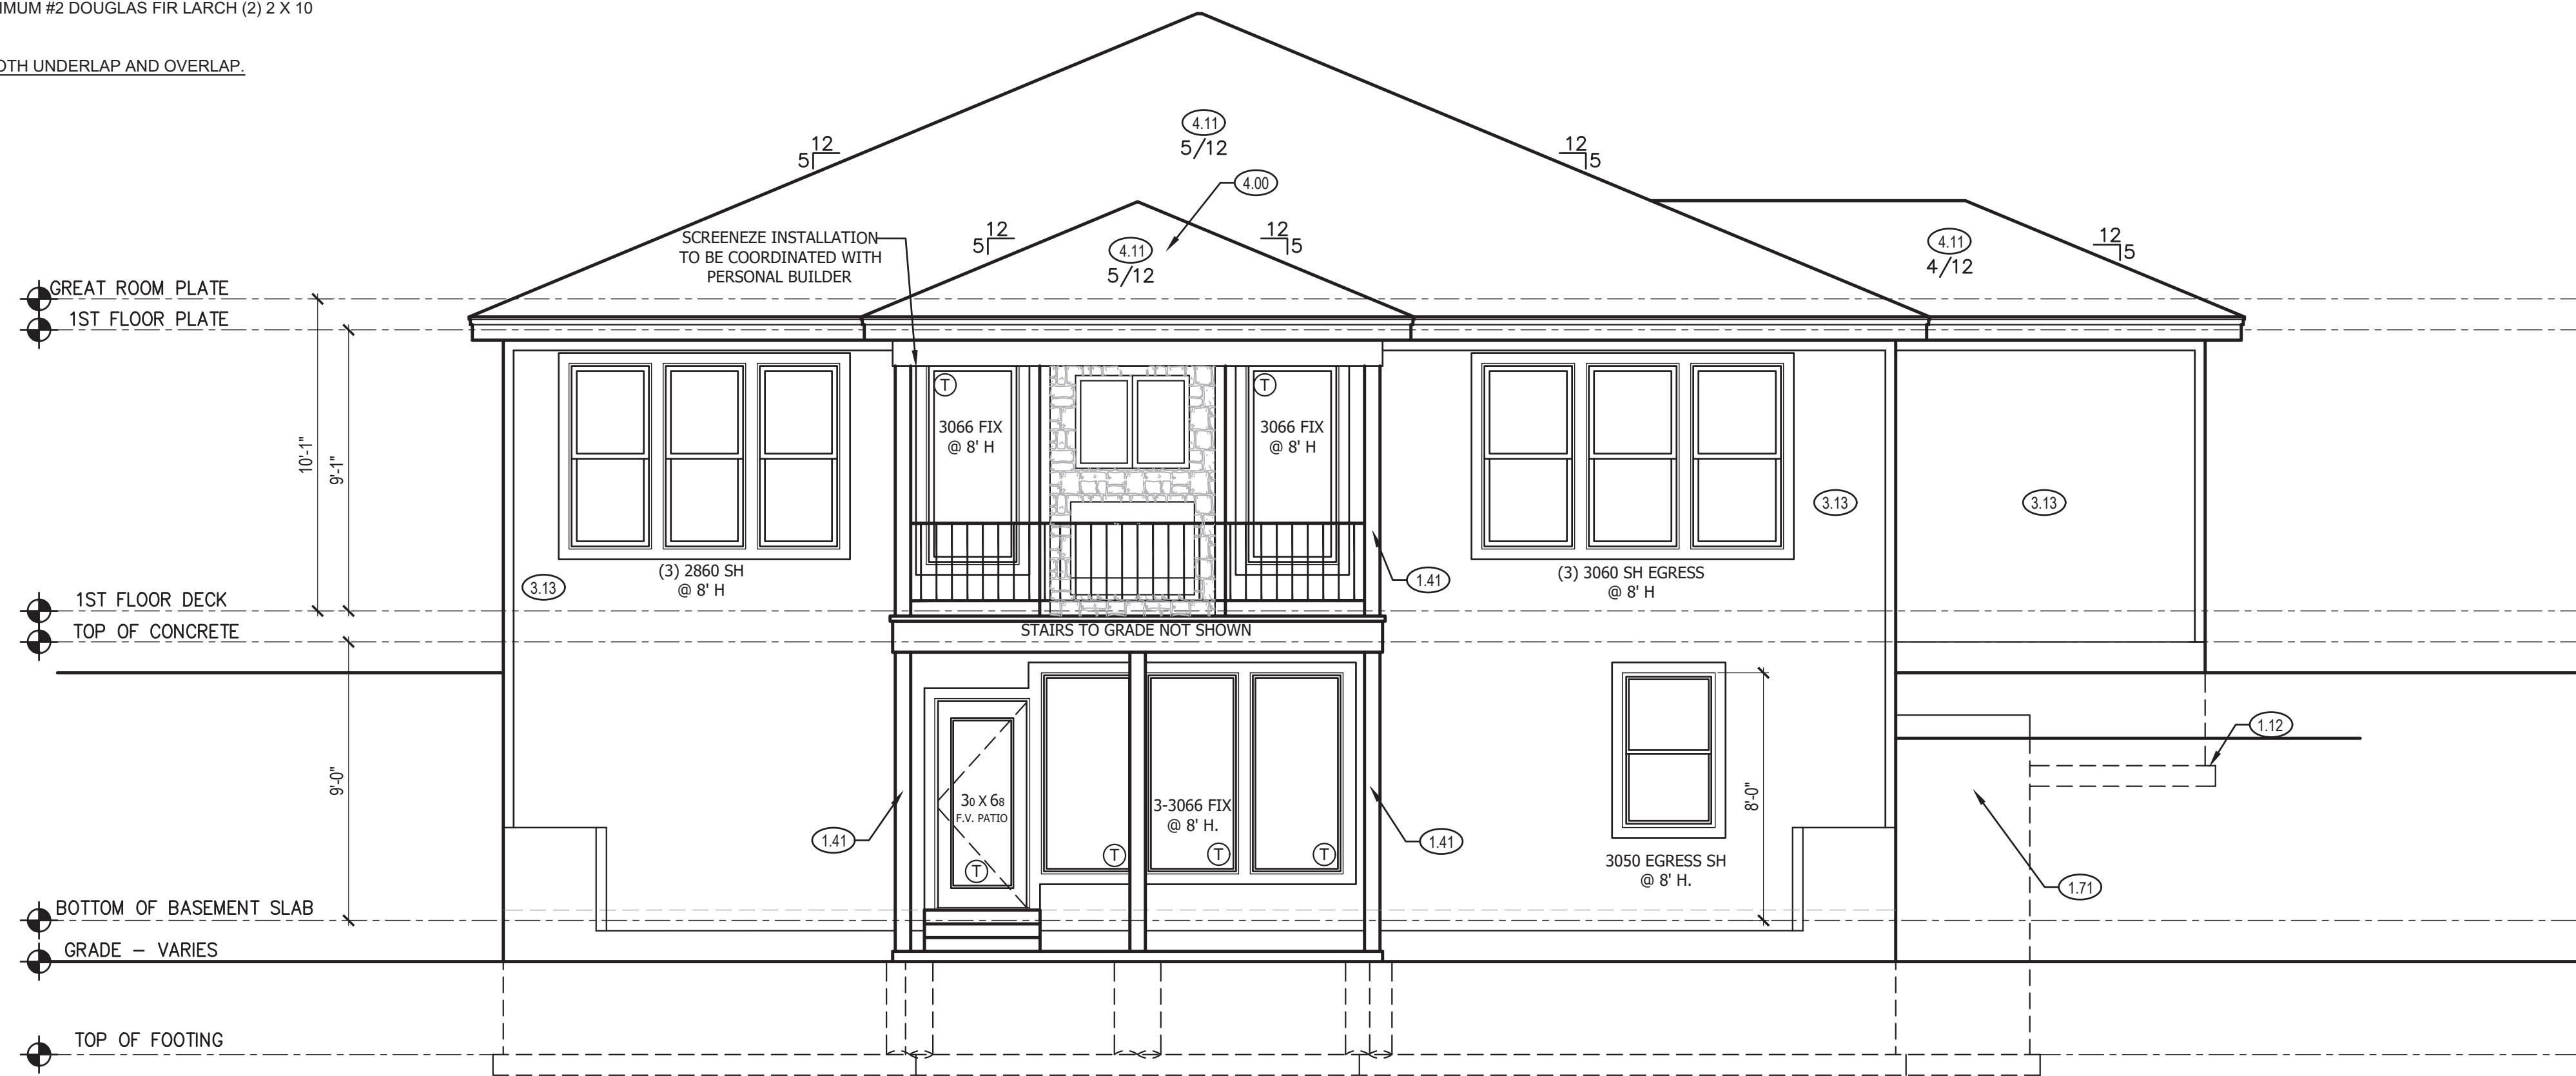 IMUM #2 DOUGLAS FIR LARCH (2) 2 X 10
OTH UNDERLAP AND OVERLAP.
4.11
5/12
12
5
12
5
4.00
SCREENEZE INSTALLATION
TO BE COORDINATED WITH
PERSONAL BUILDER
12
5
12
5
4.11
5/12
4.11
4/12
12
5
GREAT ROOM PLATE
1ST FLOOR PLATE
10'-1"
9'-1"
T
3066 FIX
@ 8' H
T
3066 FIX
@ 8' H
3.13
3.13
3.13
(3) 2860 SH
@ 8' H
1.41
(3) 3060 SH EGRESS
@ 8' H
1ST FLOOR DECK
TOP OF CONCRETE
STAIRS TO GRADE NOT SHOWN
9'-0"
1.12
30 X 68
F.V. PATIO
T
3-3066 FIX
@ 8' H.
T
T
T
8'-0"
1.41
1.41
3050 EGRESS SH
@ 8' H.
1.71
BOTTOM OF BASEMENT SLAB
GRADE – VARIES
TOP OF FOOTING